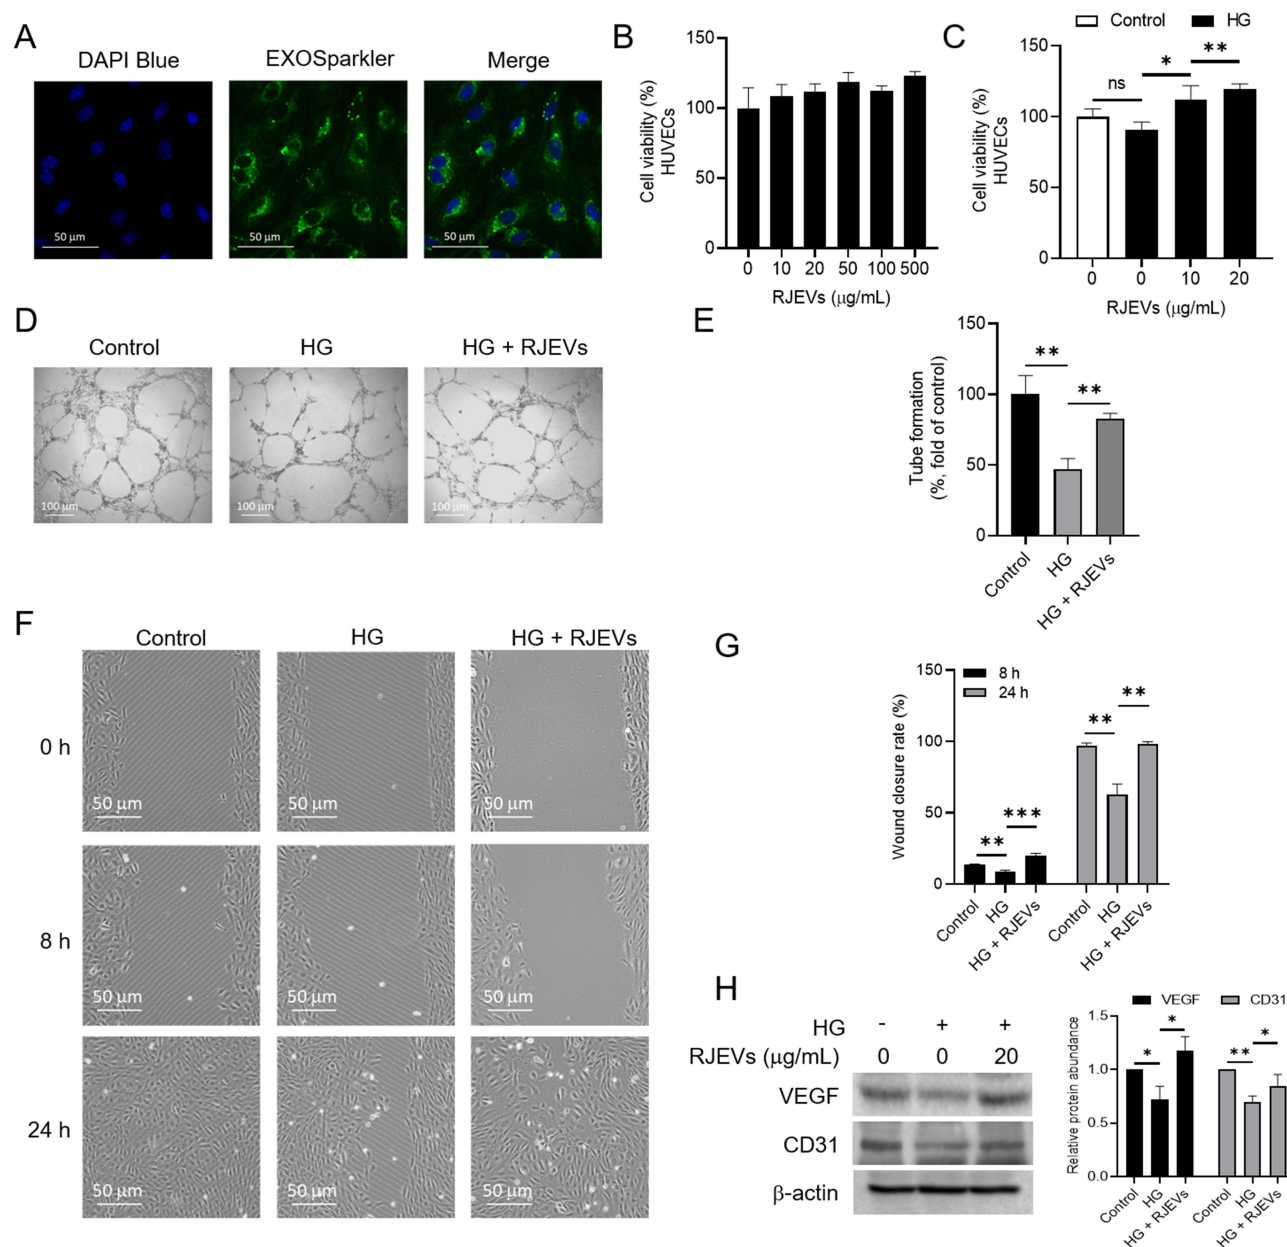 A
DAPI Blue
EXOSparkler
Merge
50 μm
50 μm
50 μm
B
150
100
50
0
Cell viability (%)
HUVECs
0 10 20 50 100 500
RJEVs (μg/mL)
C
Control HG
150
100
50
0
Cell viability (%)
HUVECs
ns
*
**
0 0 10 20
RJEVs (μg/mL)
D
Control
HG
HG + RJEVs
100 μm
100 μm
100 μm
E
150
100
50
0
Tube formation
(%, fold of control)
**
**
Control
HG
HG + RJEVs
F
Control
HG
HG + RJEVs
0 h
50 μm
50 μm
50 μm
8 h
50 μm
50 μm
50 μm
24 h
50 μm
50 μm
50 μm
G
150
100
50
0
Wound closure rate (%)
8 h
24 h
**
***
**
**
Control
HG
HG + RJEVs
Control
HG
HG + RJEVs
H
HG - + +
RJEVs (μg/mL) 0 0 20
VEGF
CD31
β-actin
VEGF CD31
1.5
1.0
0.5
0.0
Relative protein abundance
*
*
**
*
Control
HG
HG + RJEVs
Control
HG
HG + RJEVs